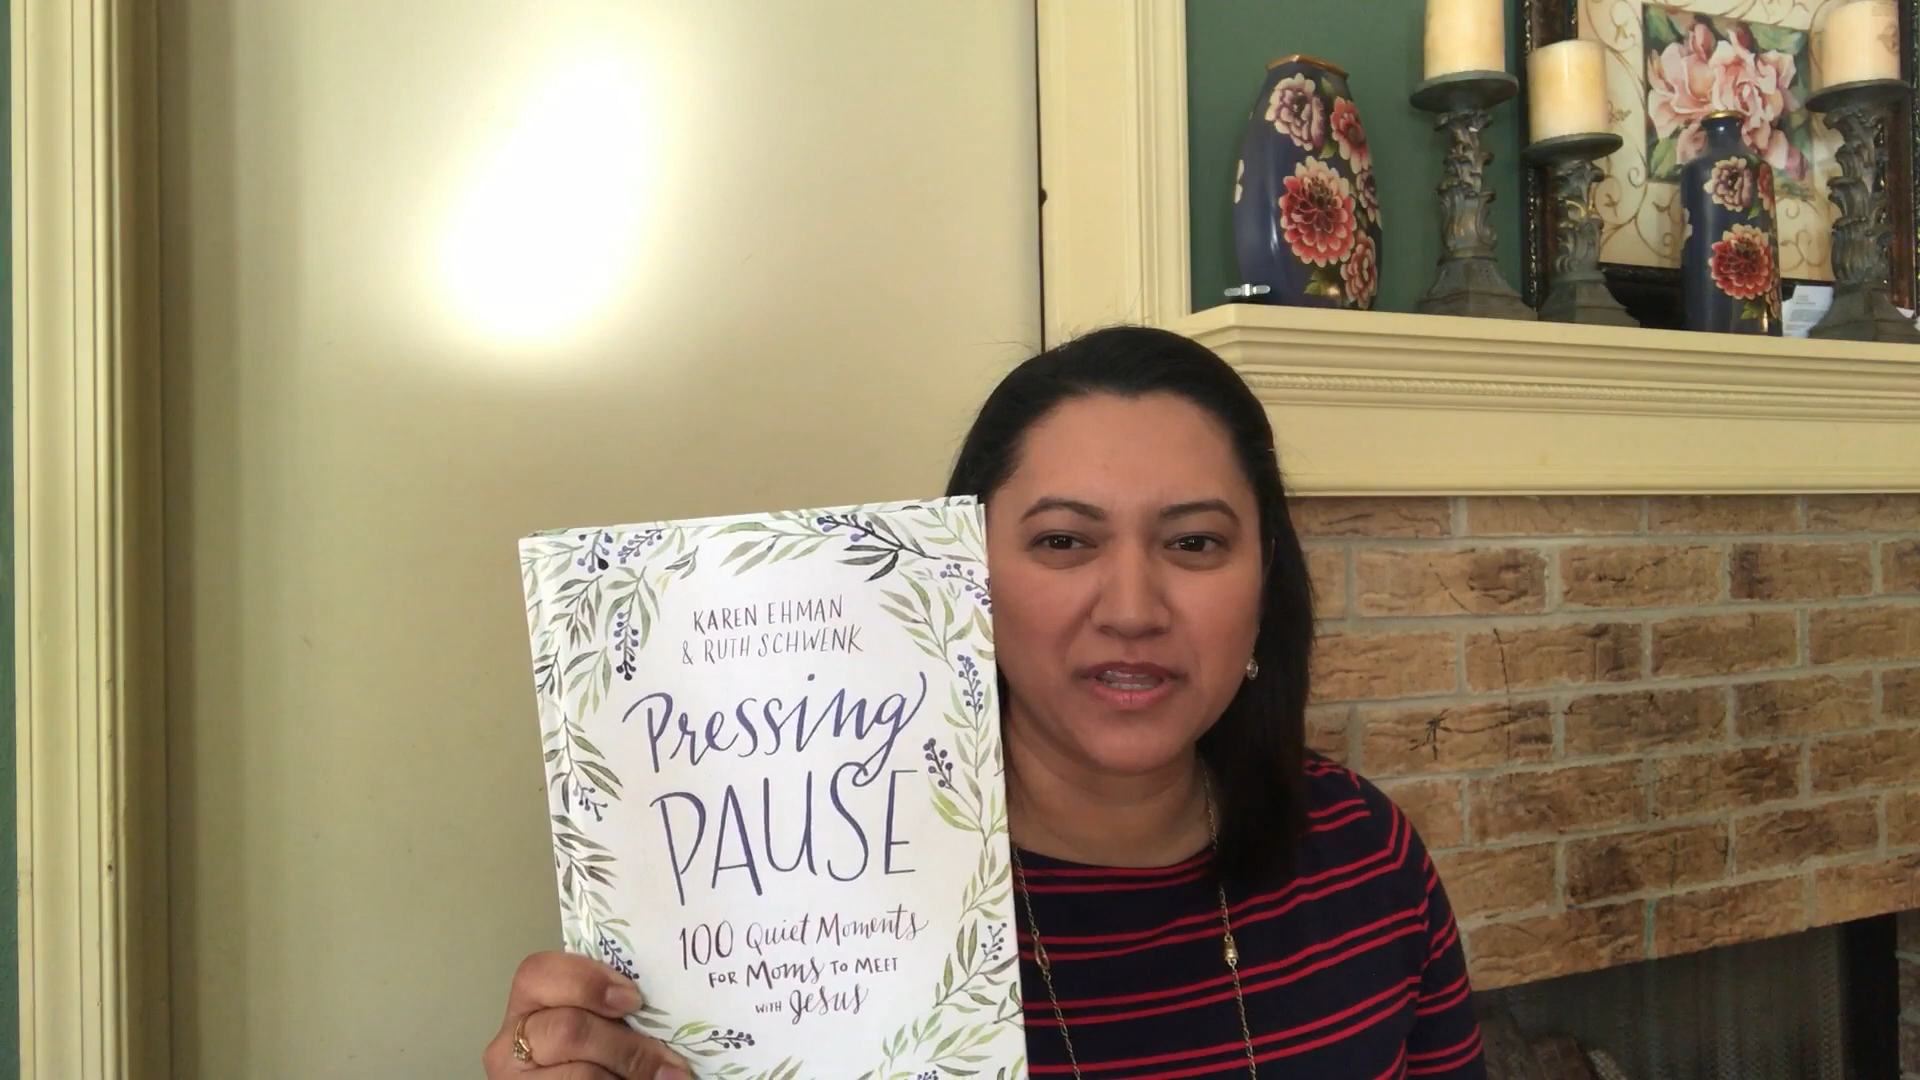 KAREN EHMAN
& RUTH SCHWENK
Pressing
PAUSE
100 Quiet Moments
FOR Moms TO MEET
WITH Jesus